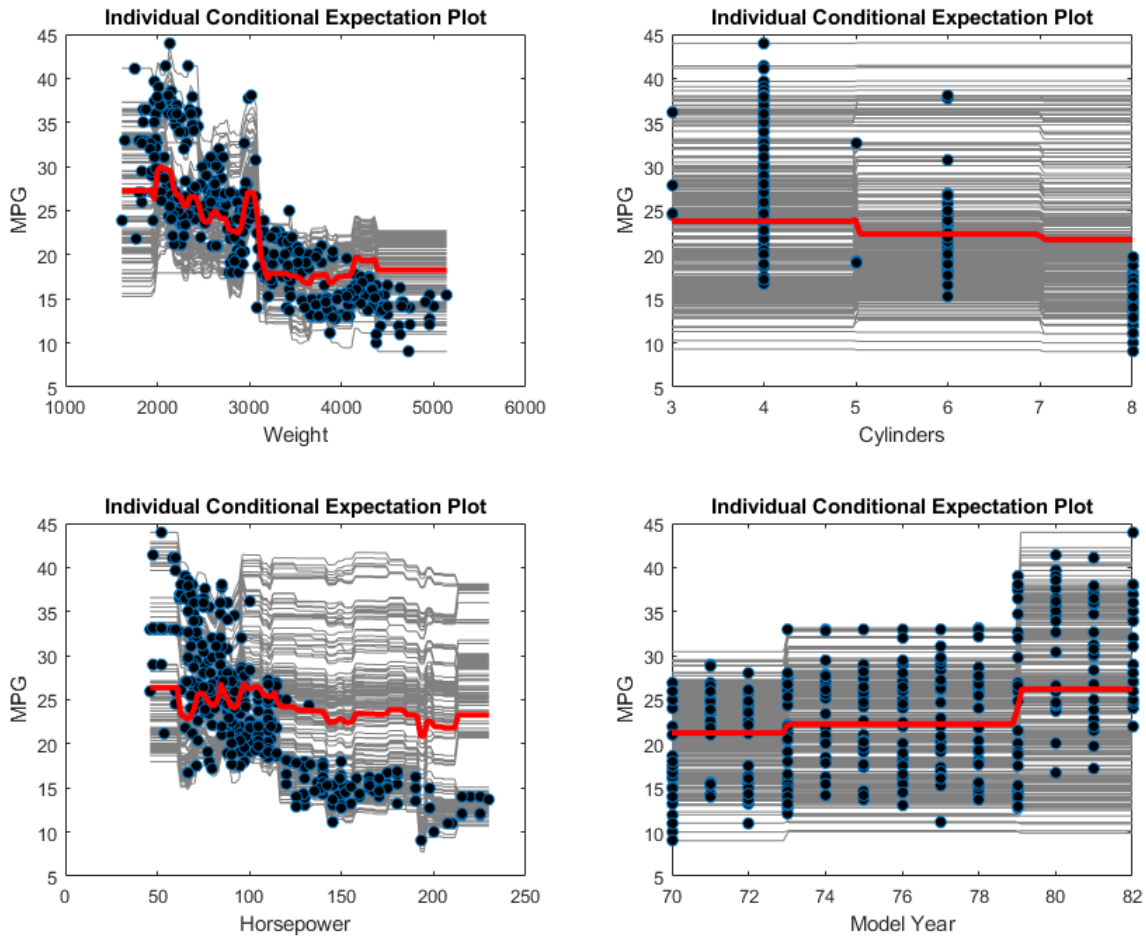 Individual Conditional Expectation Plot
45
40
35
30
25
20
15
10
5
MPG
1000 2000 3000 4000 5000 6000
Weight
Individual Conditional Expectation Plot
45
40
35
30
25
20
15
10
5
MPG
3 4 5 6 7 8
Cylinders
Individual Conditional Expectation Plot
45
40
35
30
25
20
15
10
5
MPG
0 50 100 150 200 250
Horsepower
Individual Conditional Expectation Plot
45
40
35
30
25
20
15
10
5
MPG
70 72 74 76 78 80 82
Model Year